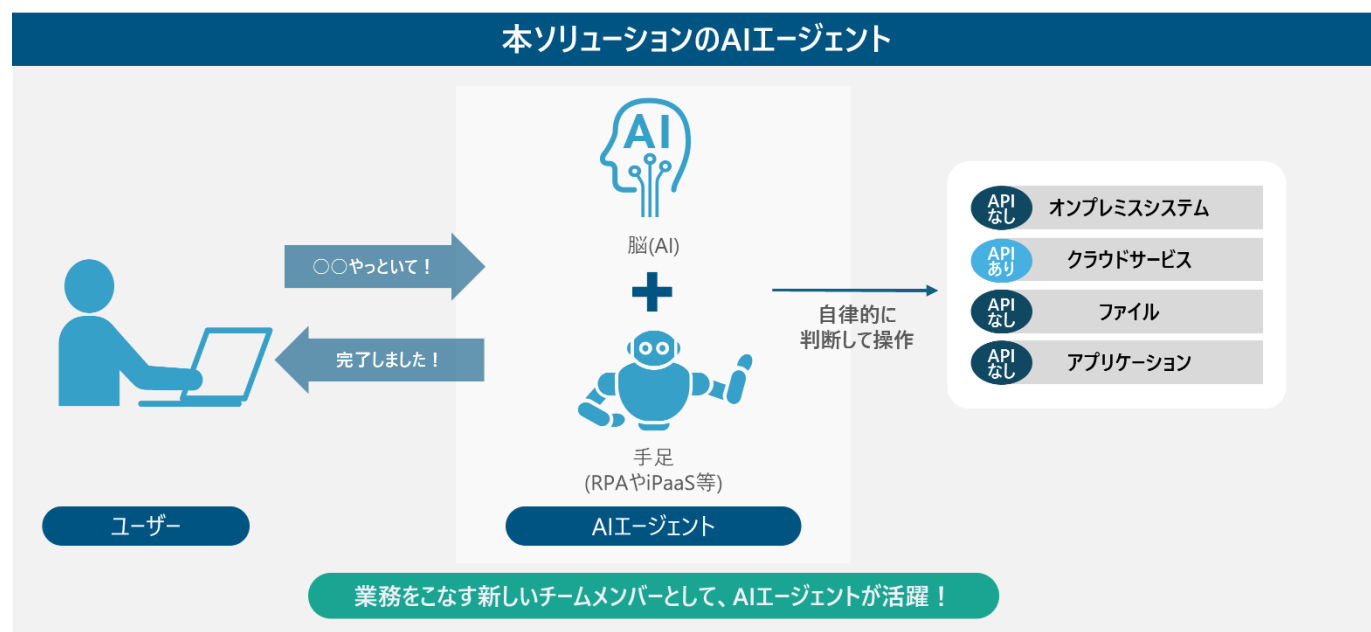 本ソリューションのAIエージェント
AI
脳(AI)
○○やっといて！
完了しました！
手足
(RPAやiPaaS等)
自律的に
判断して操作
API
なし
オンプレミスシステム
API
あり
クラウドサービス
API
なし
ファイル
API
なし
アプリケーション
ユーザー
AIエージェント
業務をこなす新しいチームメンバーとして、AIエージェントが活躍！